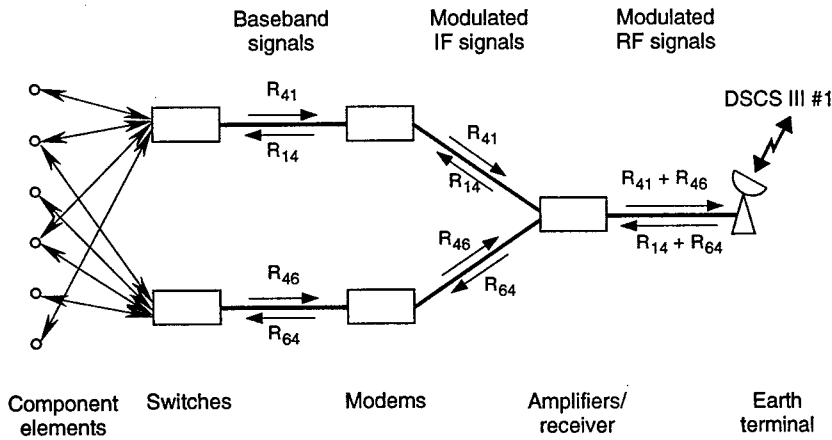 Baseband
signals
Modulated
IF signals
Modulated
RF signals
DSCS III #1
R41
R14
R41
R14
R41 + R46
R14 + R64
R46
R64
R46
R64
Component
elements
Switches
Modems
Amplifiers/
receiver
Earth
terminal